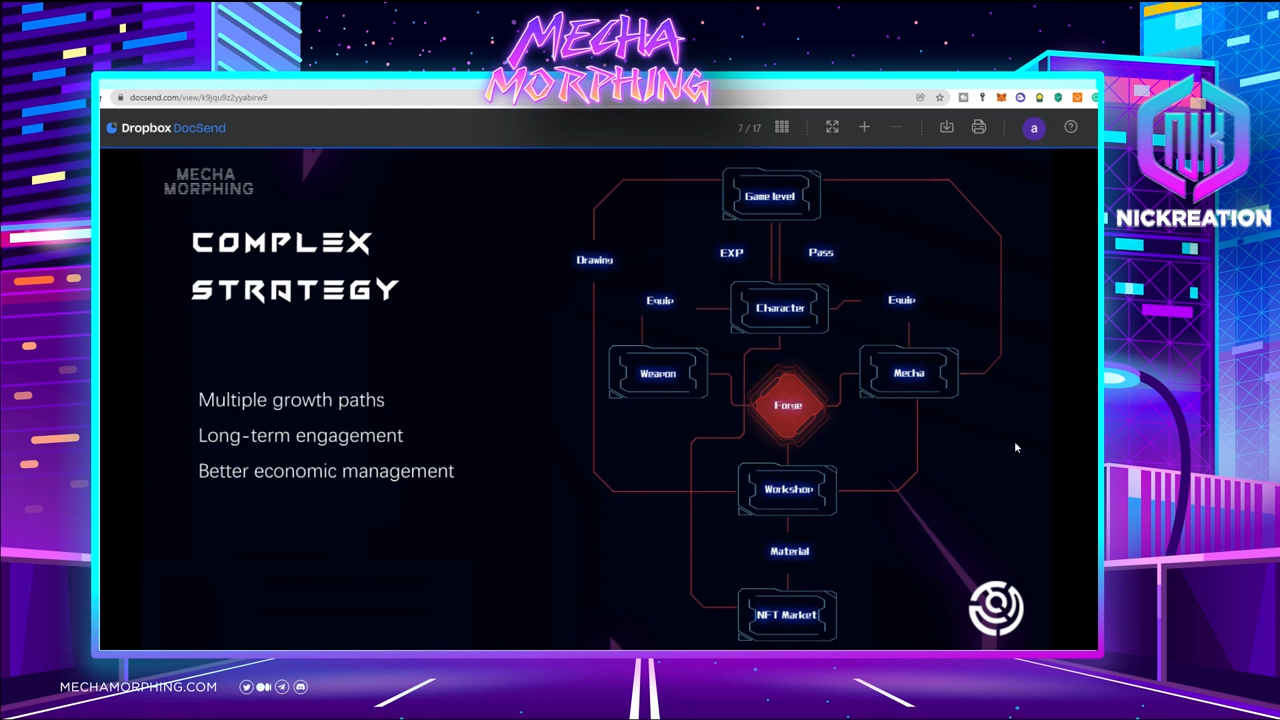 MECHA
MORPHING
docsend.com/view/k9jqu9z2yyabirw9
Dropbox DocSend
7 / 17
a
NIK
NICKREATION
MECHA
MORPHING
COMPLEX
STRATEGY
Multiple growth paths
Long-term engagement
Better economic management
Game level
Drawing
EXP
Pass
Equip
Character
Equip
Weapon
Forge
Mecha
Workshop
Material
NFT Market
MECHAMORPHING.COM